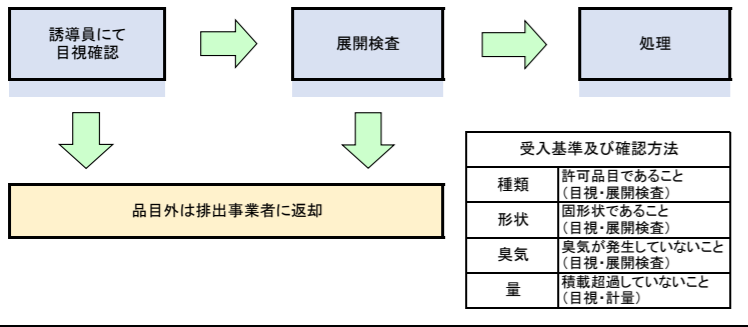 誘導員にて
目視確認
展開検査
処理
品目外は排出事業者に返却
受入基準及び確認方法
種類
許可品目であること
（目視・展開検査）
形状
固形状であること
（目視・展開検査）
臭気
臭気が発生していないこと
（目視・展開検査）
量
積載超過していないこと
（目視・計量）